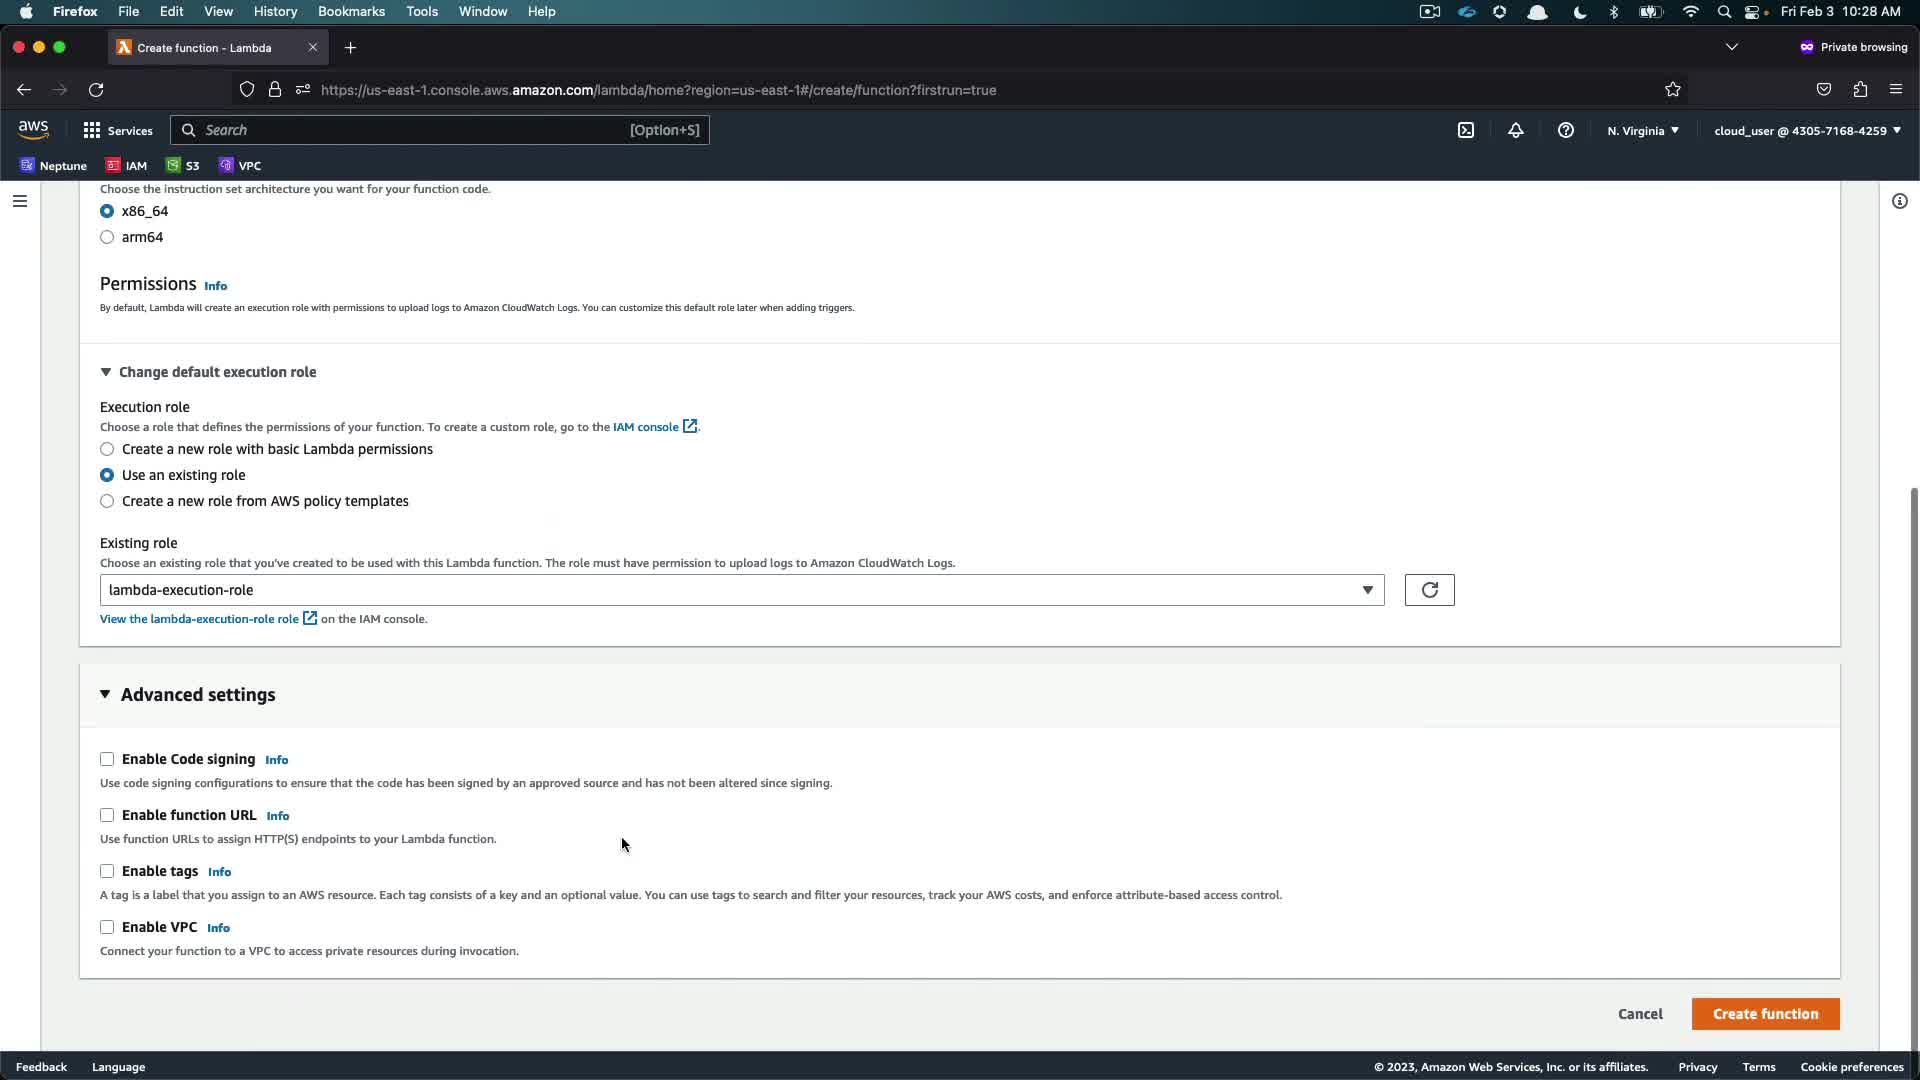 Firefox File Edit View History Bookmarks Tools Window Help Fri Feb 3 10:28 AM
Create function - Lambda Private browsing
https://us-east-1.console.aws.amazon.com/lambda/home?region=us-east-1#/create/function?firstrun=true
aws Services Search [Option+S] N. Virginia cloud_user @ 4305-7168-4259
Neptune IAM S3 VPC
Choose the instruction set architecture you want for your function code.
x86_64
arm64
Permissions Info
By default, Lambda will create an execution role with permissions to upload logs to Amazon CloudWatch Logs. You can customize this default role later when adding triggers.
Change default execution role
Execution role
Choose a role that defines the permissions of your function. To create a custom role, go to the IAM console.
Create a new role with basic Lambda permissions
Use an existing role
Create a new role from AWS policy templates
Existing role
Choose an existing role that you've created to be used with this Lambda function. The role must have permission to upload logs to Amazon CloudWatch Logs.
lambda-execution-role
View the lambda-execution-role role on the IAM console.
Advanced settings
Enable Code signing Info
Use code signing configurations to ensure that the code has been signed by an approved source and has not been altered since signing.
Enable function URL Info
Use function URLs to assign HTTP(S) endpoints to your Lambda function.
Enable tags Info
A tag is a label that you assign to an AWS resource. Each tag consists of a key and an optional value. You can use tags to search and filter your resources, track your AWS costs, and enforce attribute-based access control.
Enable VPC Info
Connect your function to a VPC to access private resources during invocation.
Cancel Create function
Feedback Language © 2023, Amazon Web Services, Inc. or its affiliates. Privacy Terms Cookie preferences